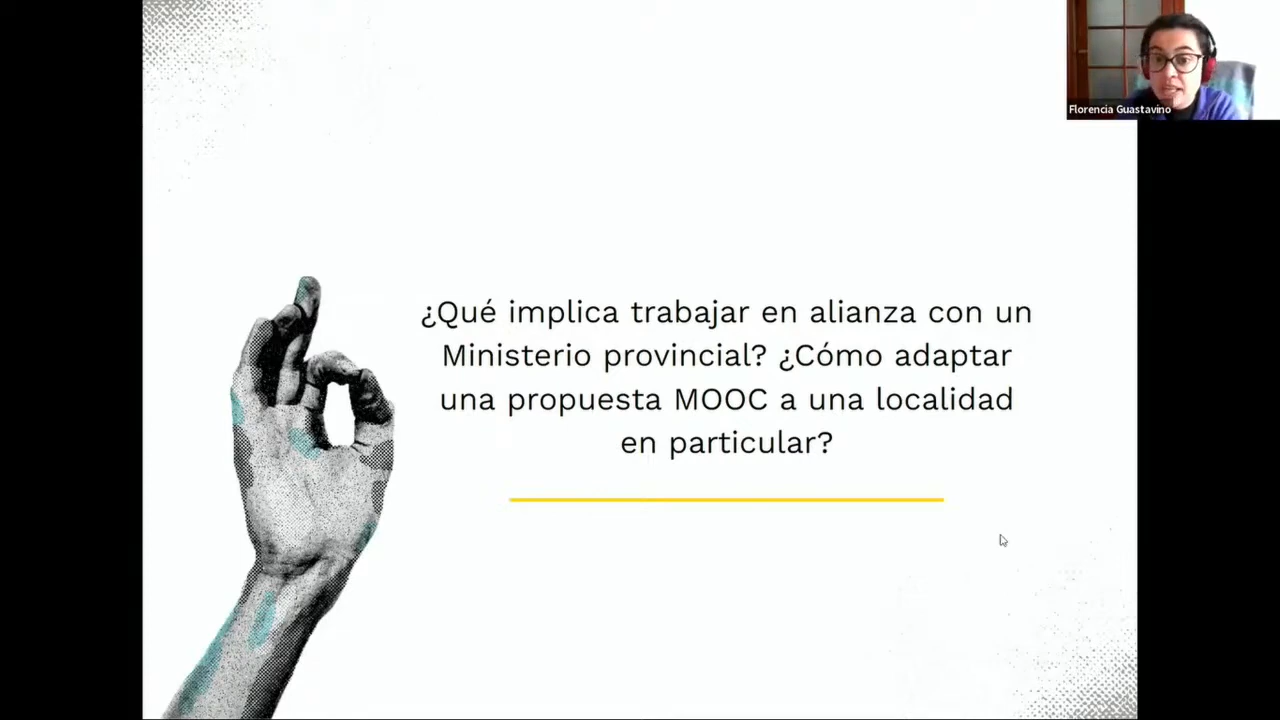 Florencia Guastavino
¿Qué implica trabajar en alianza con un
Ministerio provincial? ¿Cómo adaptar
una propuesta MOOC a una localidad
en particular?